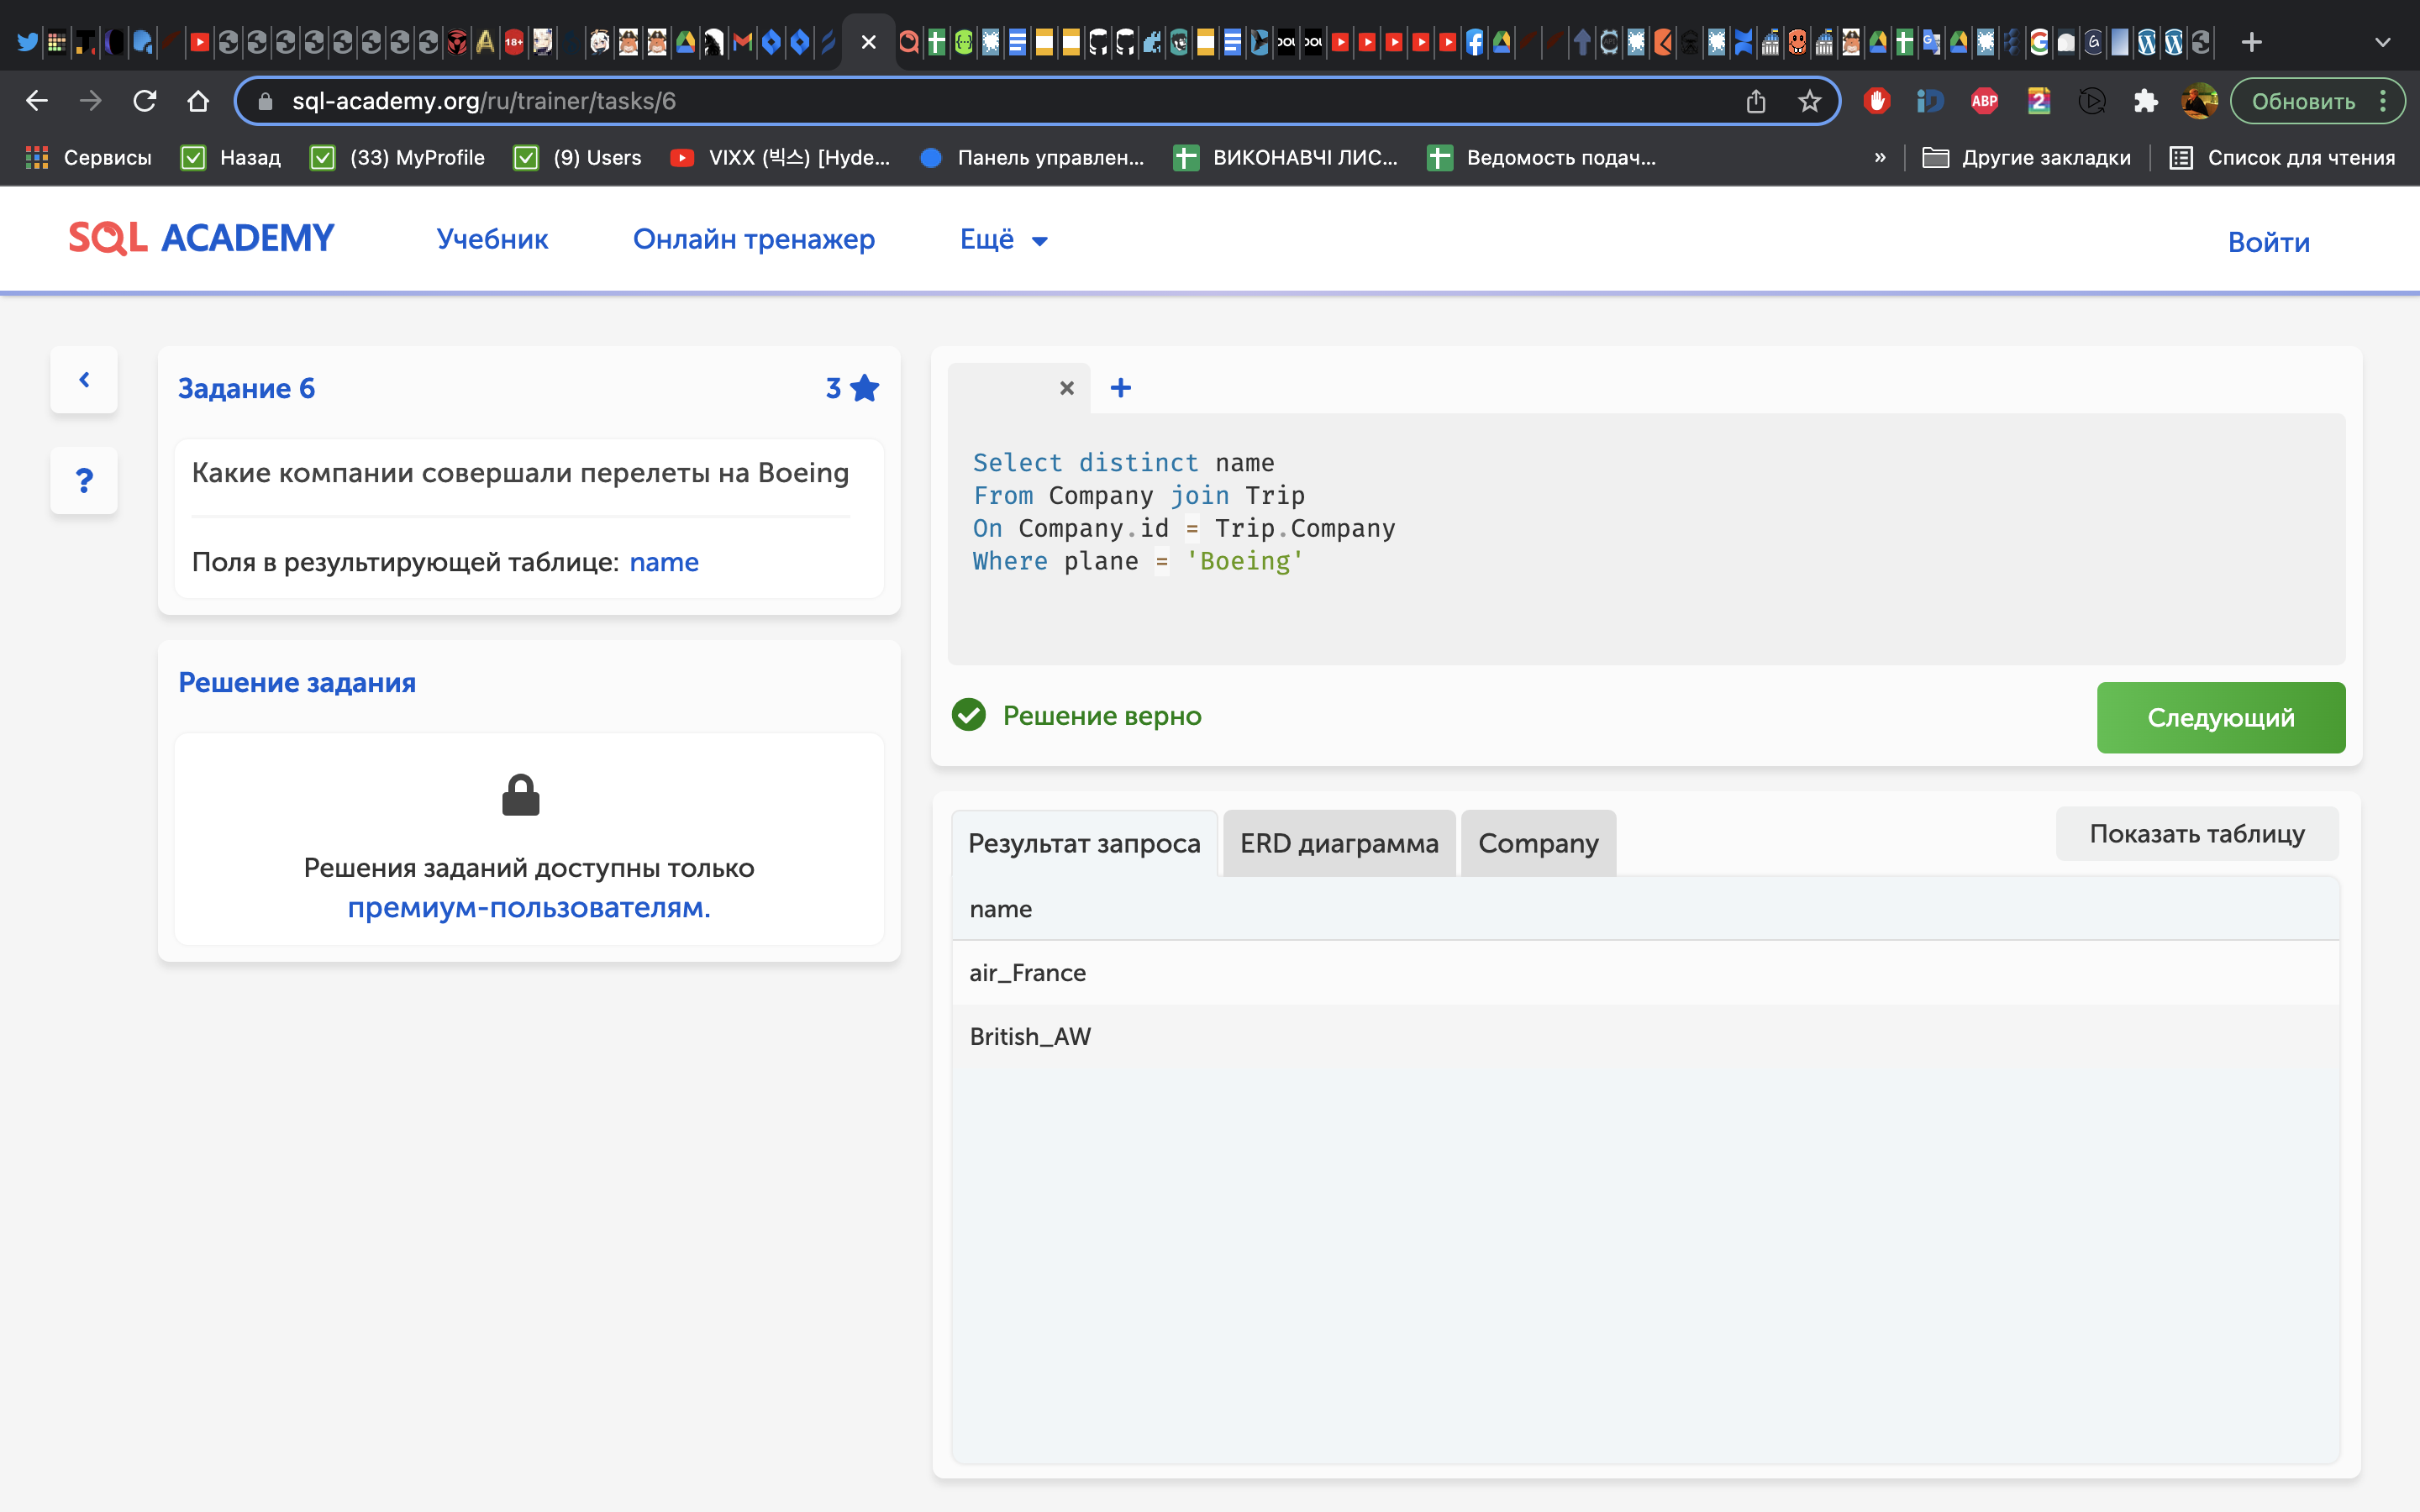 18+
sql-academy.org/ru/trainer/tasks/6
ABP
2
Обновить
Сервисы
Назад
(33) MyProfile
(9) Users
VIXX (빅스) [Hyde...
Панель управлен...
ВИКОНАВЧІ ЛИС...
Ведомость подач...
»
Другие закладки
Список для чтения
SQL ACADEMY
Учебник
Онлайн тренажер
Ещё
Войти
Задание 6
3
?
Какие компании совершали перелеты на Boeing
Поля в результирующей таблице: name
Решение задания
Решения заданий доступны только
премиум-пользователям.
Select distinct name
From Company join Trip
On Company.id = Trip.Company
Where plane = 'Boeing'
Решение верно
Следующий
Результат запроса
ERD диаграмма
Company
Показать таблицу
name
air_France
British_AW